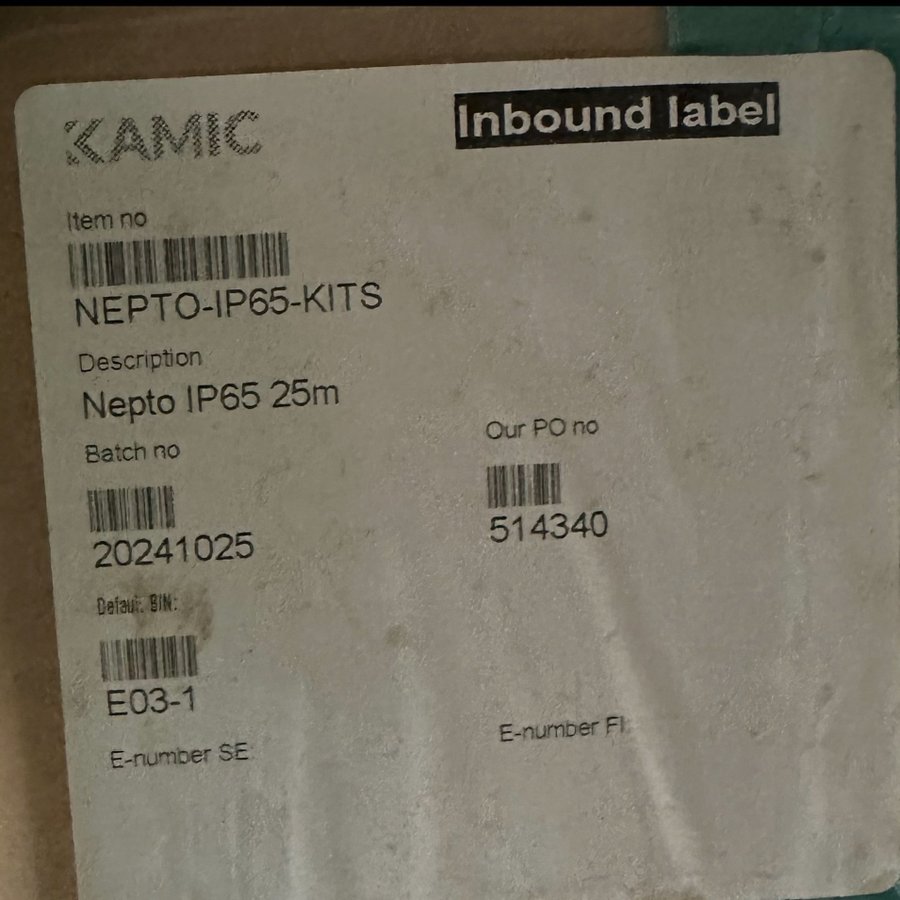 KAMIC
Inbound label
Item no
NEPTO-IP65-KITS
Description
Nepto IP65 25m
Batch no
Our PO no
20241025
514340
Default BIN:
E03-1
E-number SE:
E-number FI: